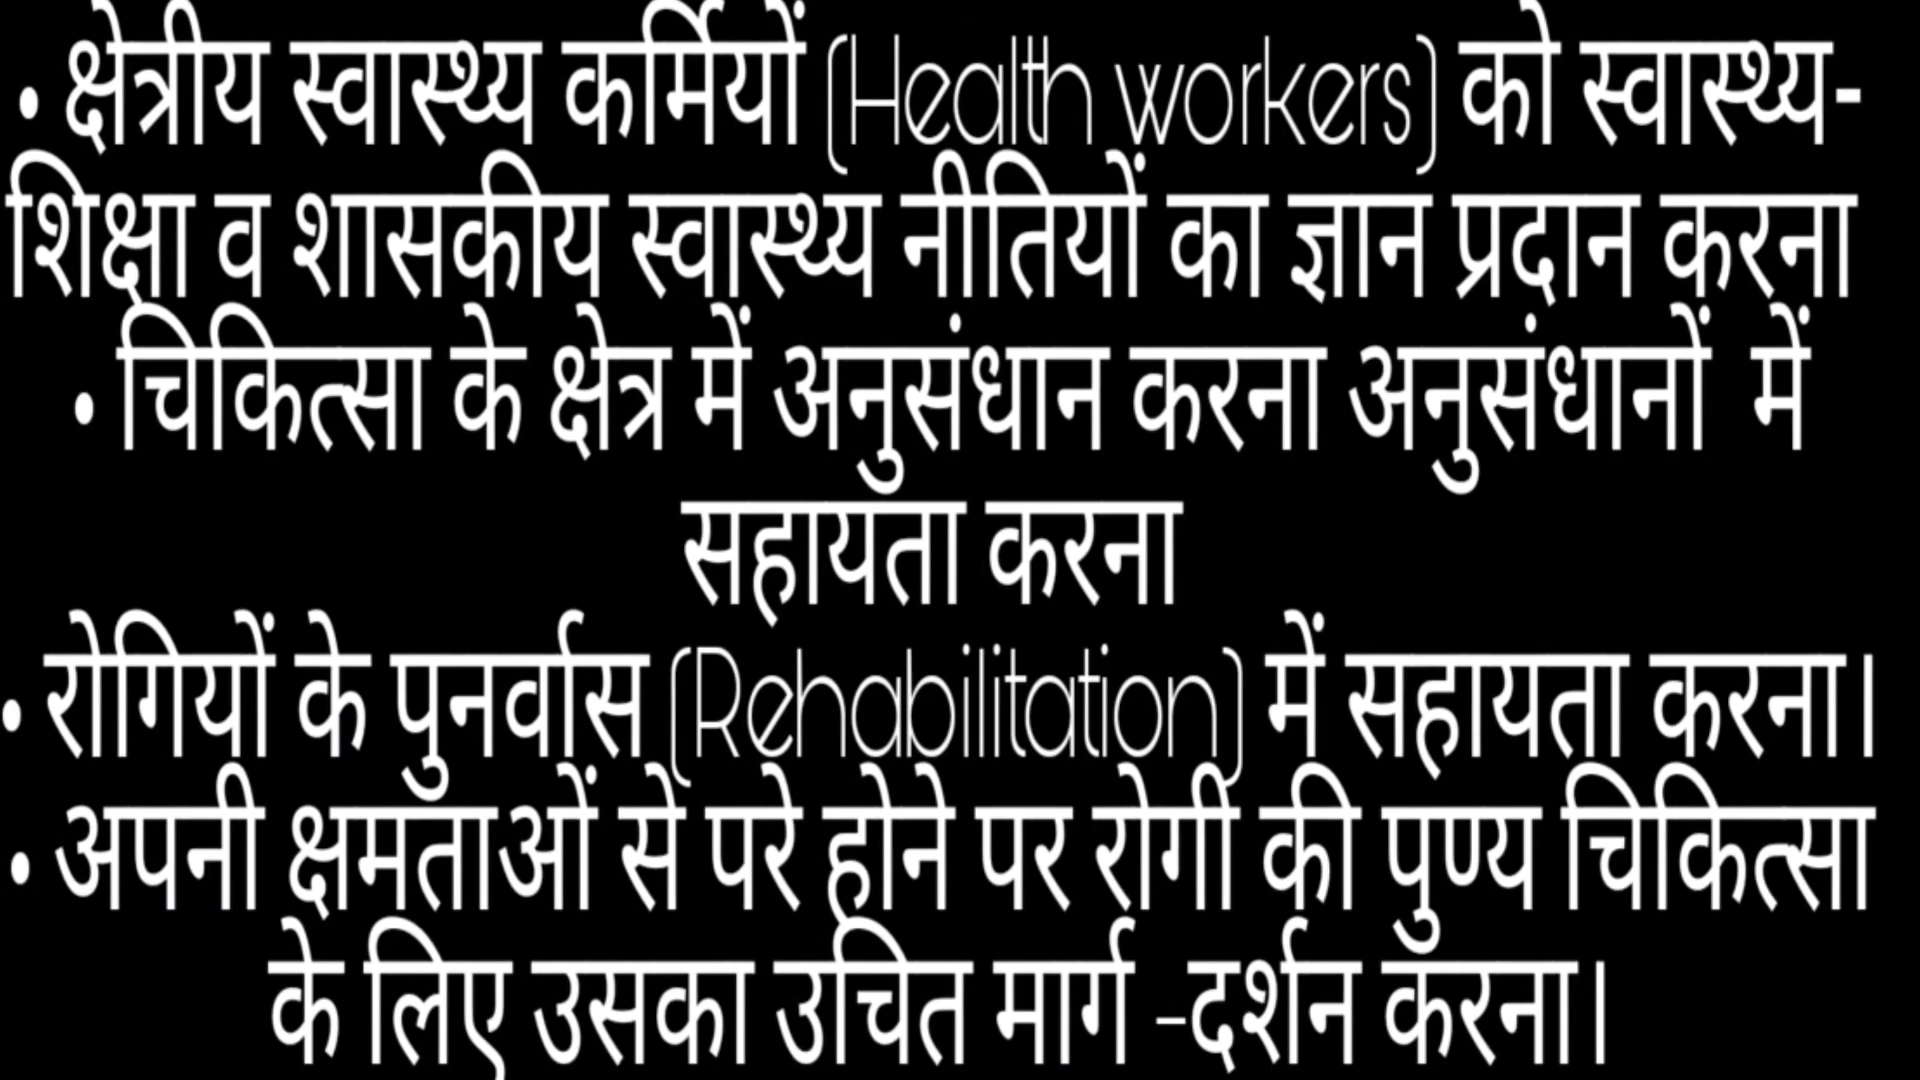 • क्षेत्रीय स्वास्थ्य कर्मियों (Health workers) को स्वास्थ्य-
शिक्षा व शासकीय स्वास्थ्य नीतियों का ज्ञान प्रदान करना
• चिकित्सा के क्षेत्र में अनुसंधान करना अनुसंधानों में
सहायता करना
• रोगियों के पुनर्वास (Rehabilitation) में सहायता करना।
• अपनी क्षमताओं से परे होने पर रोगी की पुण्य चिकित्सा
के लिए उसका उचित मार्ग -दर्शन करना।